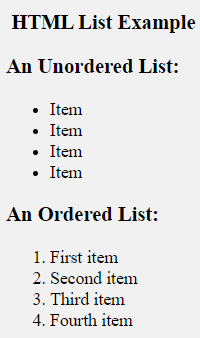 HTML List Example
An Unordered List:
• Item
• Item
• Item
• Item
An Ordered List:
1. First item
2. Second item
3. Third item
4. Fourth item